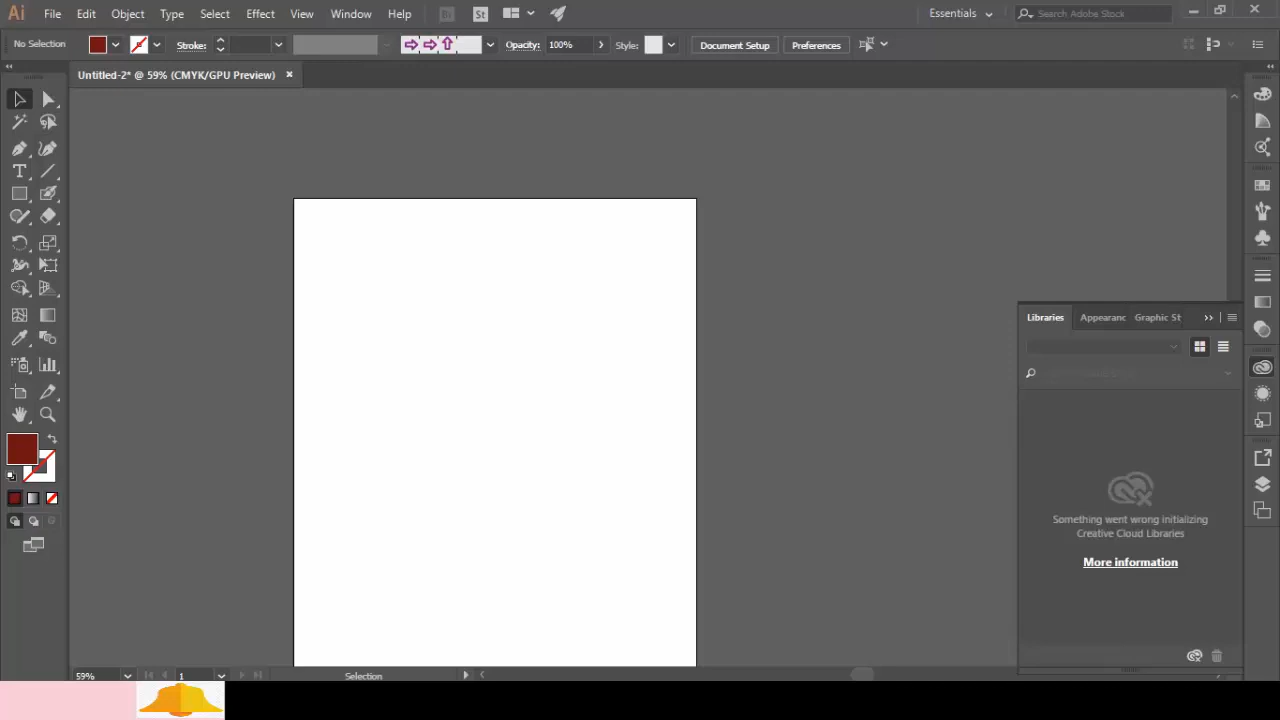 Ai File Edit Object Type Select Effect View Window Help Br St Essentials Search Adobe Stock
No Selection Stroke: Opacity: 100% Style: Document Setup Preferences
Untitled-2* @ 59% (CMYK/GPU Preview)
Libraries Appearanc Graphic St
Something went wrong initializing
Creative Cloud Libraries
More information
59% 1 Selection